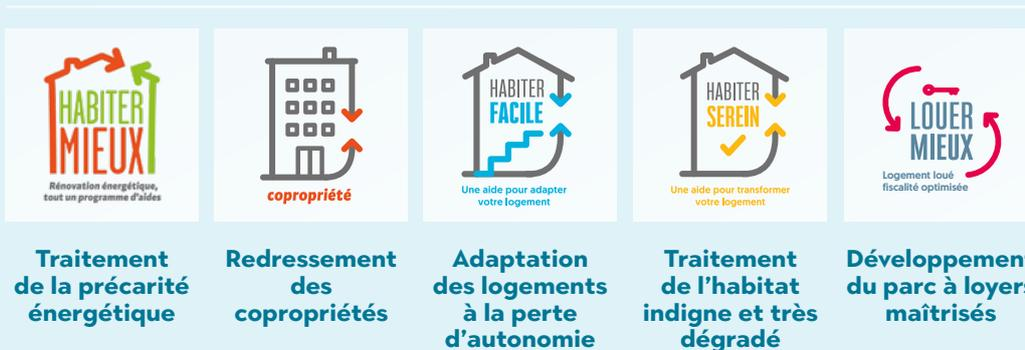 HABITER
MIEUX
Rénovation énergétique,
tout un programme d'aides
copropriété
HABITER
FACILE
Une aide pour adapter
votre logement
HABITER
SEREIN
Une aide pour transformer
votre logement
LOUER
MIEUX
Logement loué
fiscalité optimisée
Traitement
de la précarité
énergétique
Redressement
des
copropriétés
Adaptation
des logements
à la perte
d'autonomie
Traitement
de l'habitat
indigne et très
dégradé
Développement
du parc à loyers
maîtrisés